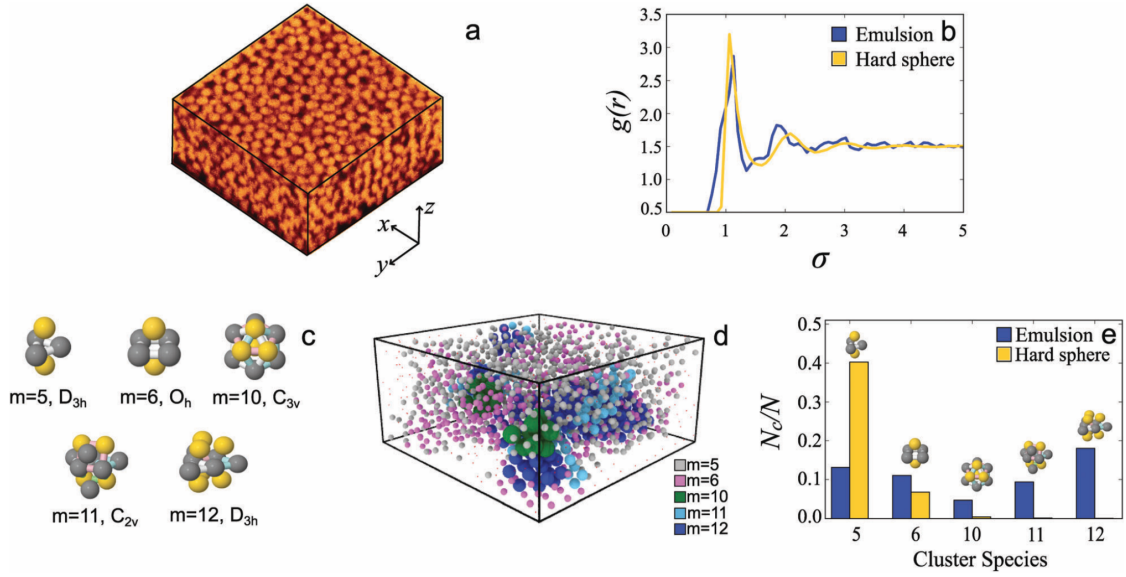 a
z
x
y
b
Emulsion
Hard sphere
g(r)
3.5
3.0
2.5
2.0
1.5
1.0
0.5
0 1 2 3 4 5
σ
c
m=5, D3h
m=6, Oh
m=10, C3v
m=11, C2v
m=12, D3h
d
m=5
m=6
m=10
m=11
m=12
e
Emulsion
Hard sphere
Nc/N
0.5
0.4
0.3
0.2
0.1
0.0
5 6 10 11 12
Cluster Species